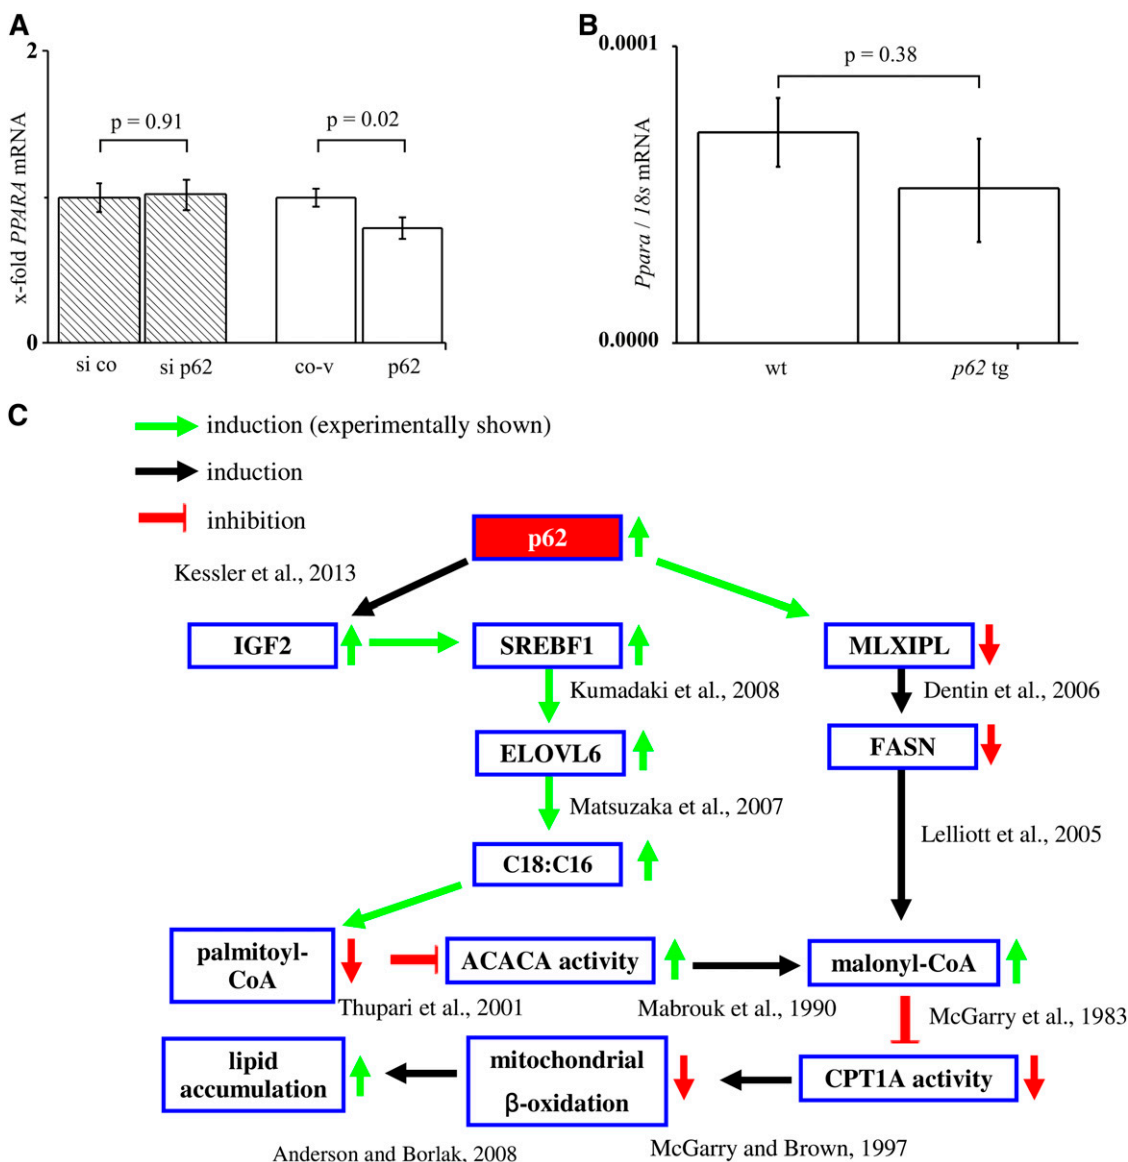 A
2
x-fold PPARA mRNA
0
p = 0.91
p = 0.02
si co
si p62
co-v
p62
B
0.0001
Ppara / 18s mRNA
0.0000
p = 0.38
wt
p62 tg
C
induction (experimentally shown)
induction
inhibition
p62
Kessler et al., 2013
IGF2
SREBF1
MLXIPL
Kumadaki et al., 2008
Dentin et al., 2006
ELOVL6
FASN
Matsuzaka et al., 2007
Lelliott et al., 2005
C18:C16
palmitoyl-
CoA
ACACA activity
malonyl-CoA
Thupari et al., 2001
Mabrouk et al., 1990
McGarry et al., 1983
lipid
accumulation
mitochondrial
β-oxidation
CPT1A activity
Anderson and Borlak, 2008
McGarry and Brown, 1997